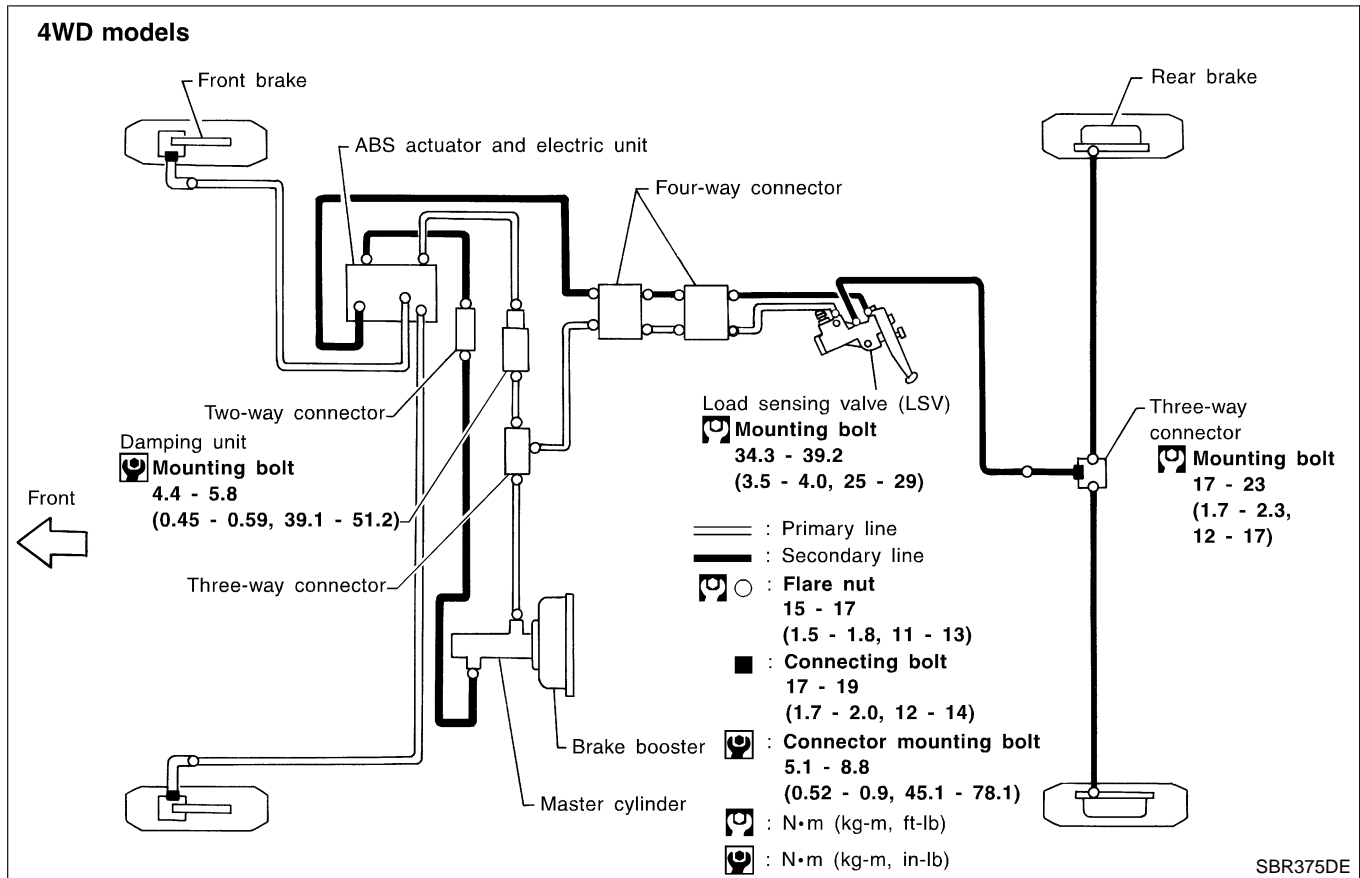 4WD models
Front brake
Rear brake
ABS actuator and electric unit
Four-way connector
Two-way connector
Damping unit
Mounting bolt
4.4 - 5.8
(0.45 - 0.59, 39.1 - 51.2)
Front
Three-way connector
Load sensing valve (LSV)
Mounting bolt
34.3 - 39.2
(3.5 - 4.0, 25 - 29)
Three-way
connector
Mounting bolt
17 - 23
(1.7 - 2.3,
12 - 17)
: Primary line
: Secondary line
: Flare nut
15 - 17
(1.5 - 1.8, 11 - 13)
: Connecting bolt
17 - 19
(1.7 - 2.0, 12 - 14)
: Connector mounting bolt
5.1 - 8.8
(0.52 - 0.9, 45.1 - 78.1)
: N•m (kg-m, ft-lb)
: N•m (kg-m, in-lb)
Brake booster
Master cylinder
SBR375DE